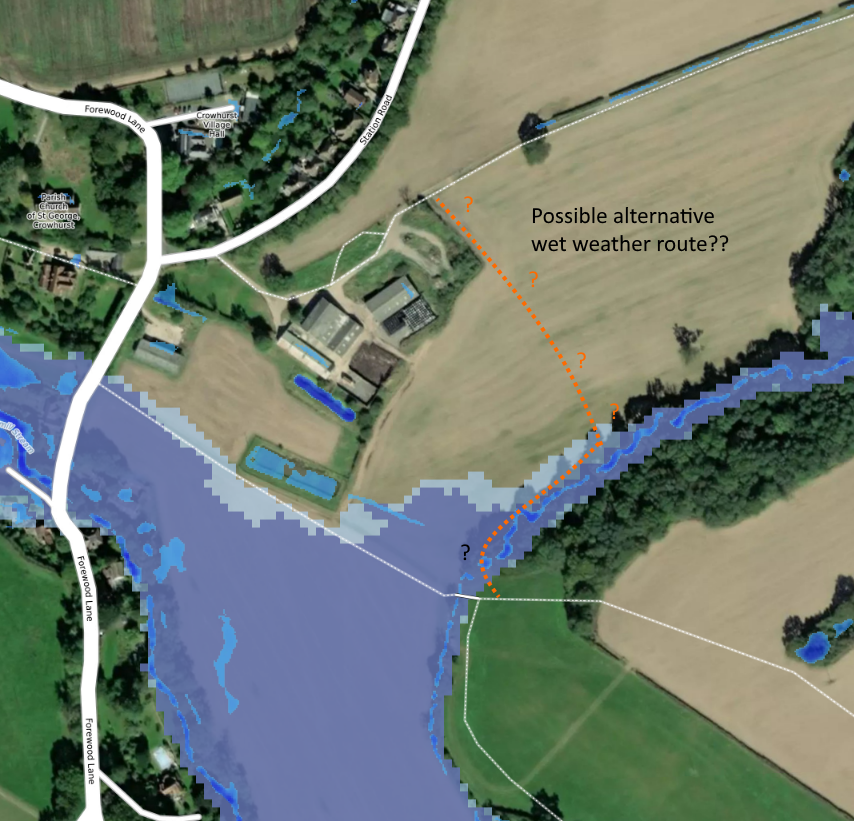 Forewood Lane
Crowhurst
Village
Hall
Station Road
Parish
Church
of St George,
Crowhurst
?
Possible alternative
wet weather route??
?
?
?
?
Forewood Lane
Forewood Lane